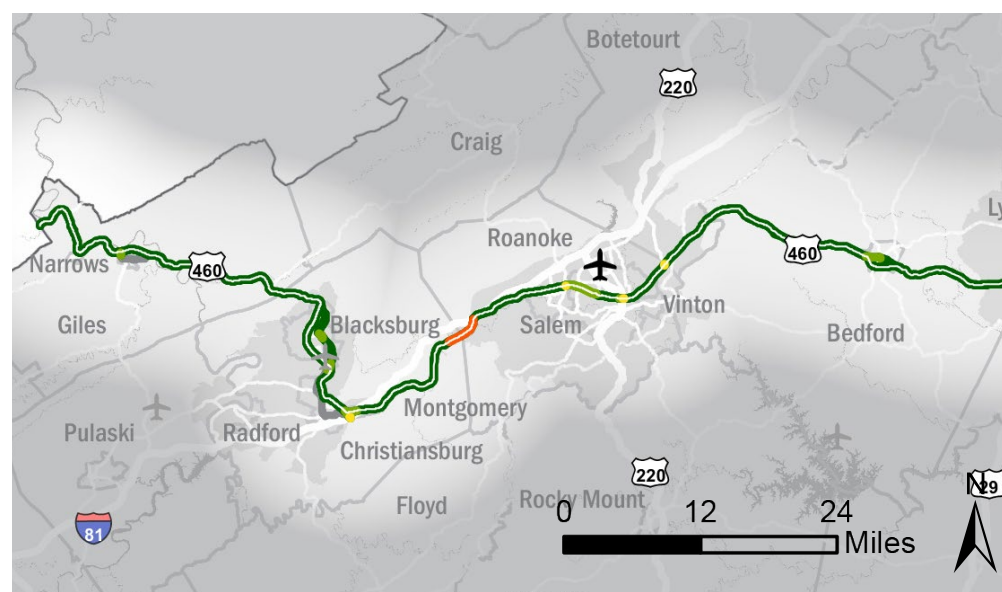 Botetourt
220
Craig
Ly
Roanoke
460
460
Narrows
Vinton
Giles
Blacksburg
Salem
Bedford
Montgomery
Pulaski
Radford
Christiansburg
220
29
N
Floyd
Rocky Mount
0 12 24
Miles
81